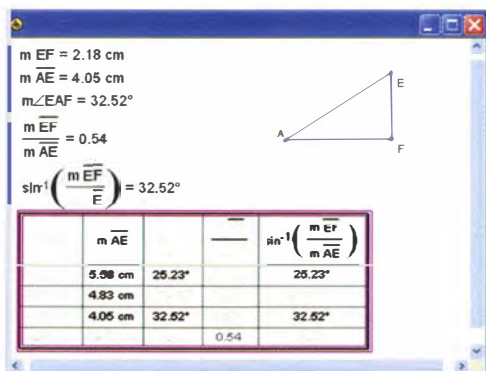 m EF = 2.18 cm
m AE = 4.05 cm
m∠EAF = 32.52°
m EF
m AE
= 0.54
sin⁻¹( m EF
E
) = 32.52°
E
A
F
m AE
sin⁻¹( m EF
m AE
)
5.58 cm 25.23° 25.23°
4.83 cm
4.05 cm 32.52° 32.52°
0.54